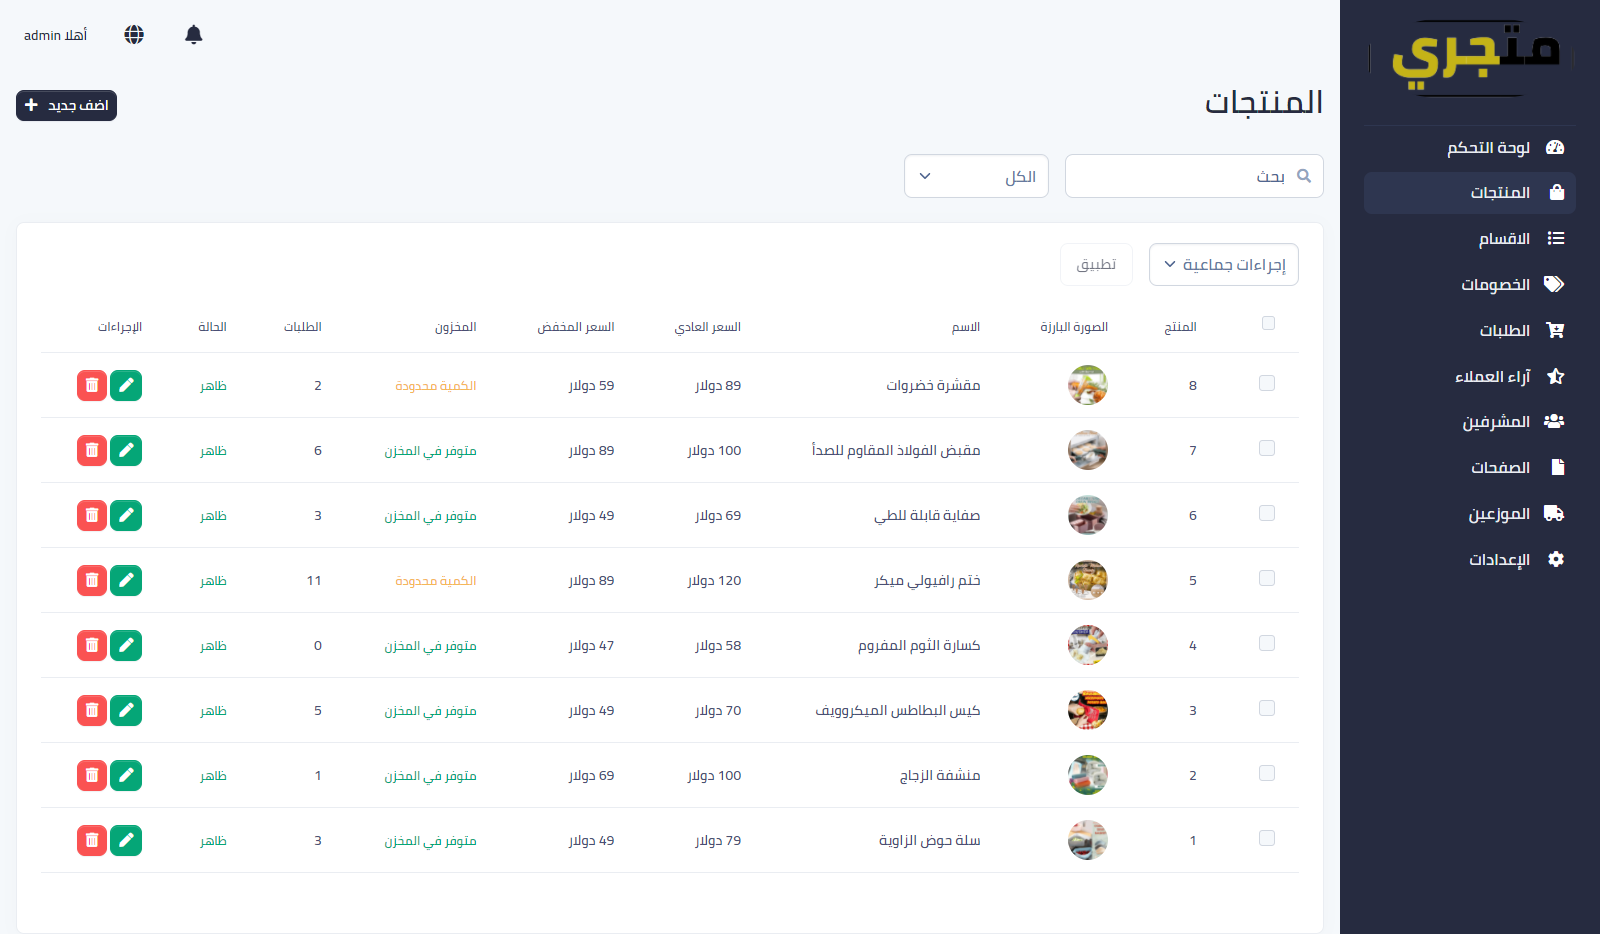 متجري
لوحة التحكم
المنتجات
الاقسام
الخصومات
الطلبات
آراء العملاء
المشرفين
الصفحات
الموزعين
الإعدادات
أهلا admin
المنتجات
اضف جديد
بحث
الكل
إجراءات جماعية
تطبيق
المنتج الصورة البارزة الاسم السعر العادي السعر المخفض المخزون الطلبات الحالة الإجراءات
8 مقشرة خضروات 89 دولار 59 دولار الكمية محدودة 2 ظاهر
7 مقبض الفولاذ المقاوم للصدأ 100 دولار 89 دولار متوفر في المخزن 6 ظاهر
6 صفاية قابلة للطي 69 دولار 49 دولار متوفر في المخزن 3 ظاهر
5 ختم رافيولي ميكر 120 دولار 89 دولار الكمية محدودة 11 ظاهر
4 كسارة الثوم المفروم 58 دولار 47 دولار متوفر في المخزن 0 ظاهر
3 كيس البطاطس الميكروويف 70 دولار 49 دولار متوفر في المخزن 5 ظاهر
2 منشفة الزجاج 100 دولار 69 دولار متوفر في المخزن 1 ظاهر
1 سلة حوض الزاوية 79 دولار 49 دولار متوفر في المخزن 3 ظاهر